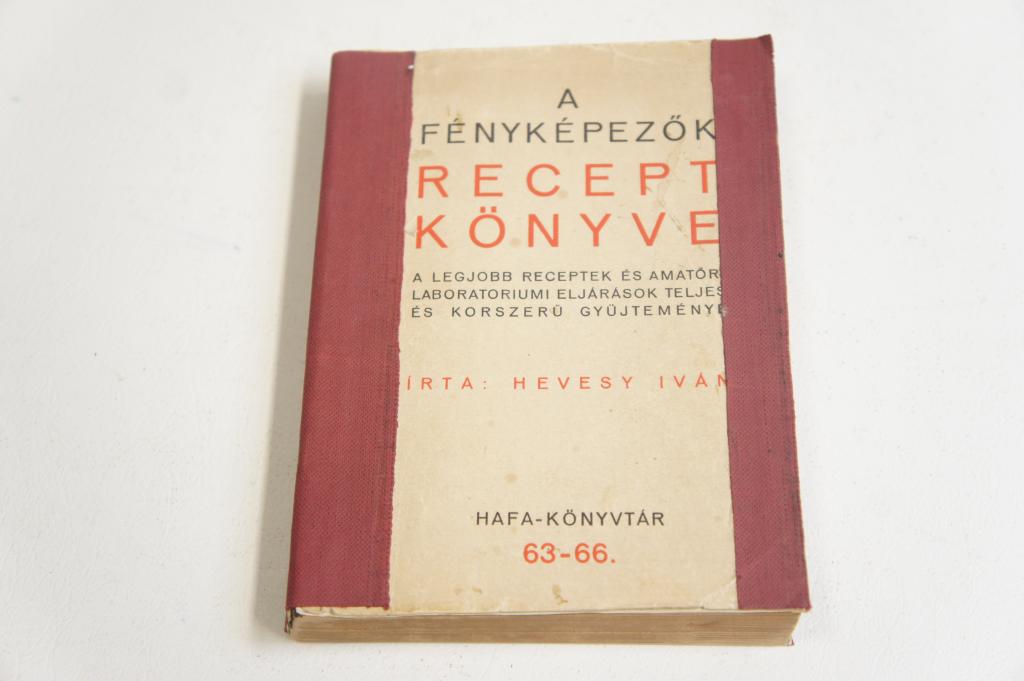 A
FÉNYKÉPEZŐK
RECEPT
KÖNYVE
A LEGJOBB RECEPTEK ÉS AMATŐR
LABORATORIUMI ELJÁRÁSOK TELJES
ÉS KORSZERŰ GYÜJTEMÉNYE
ÍRTA: HEVESY IVÁN
HAFA-KÖNYVTÁR
63-66.